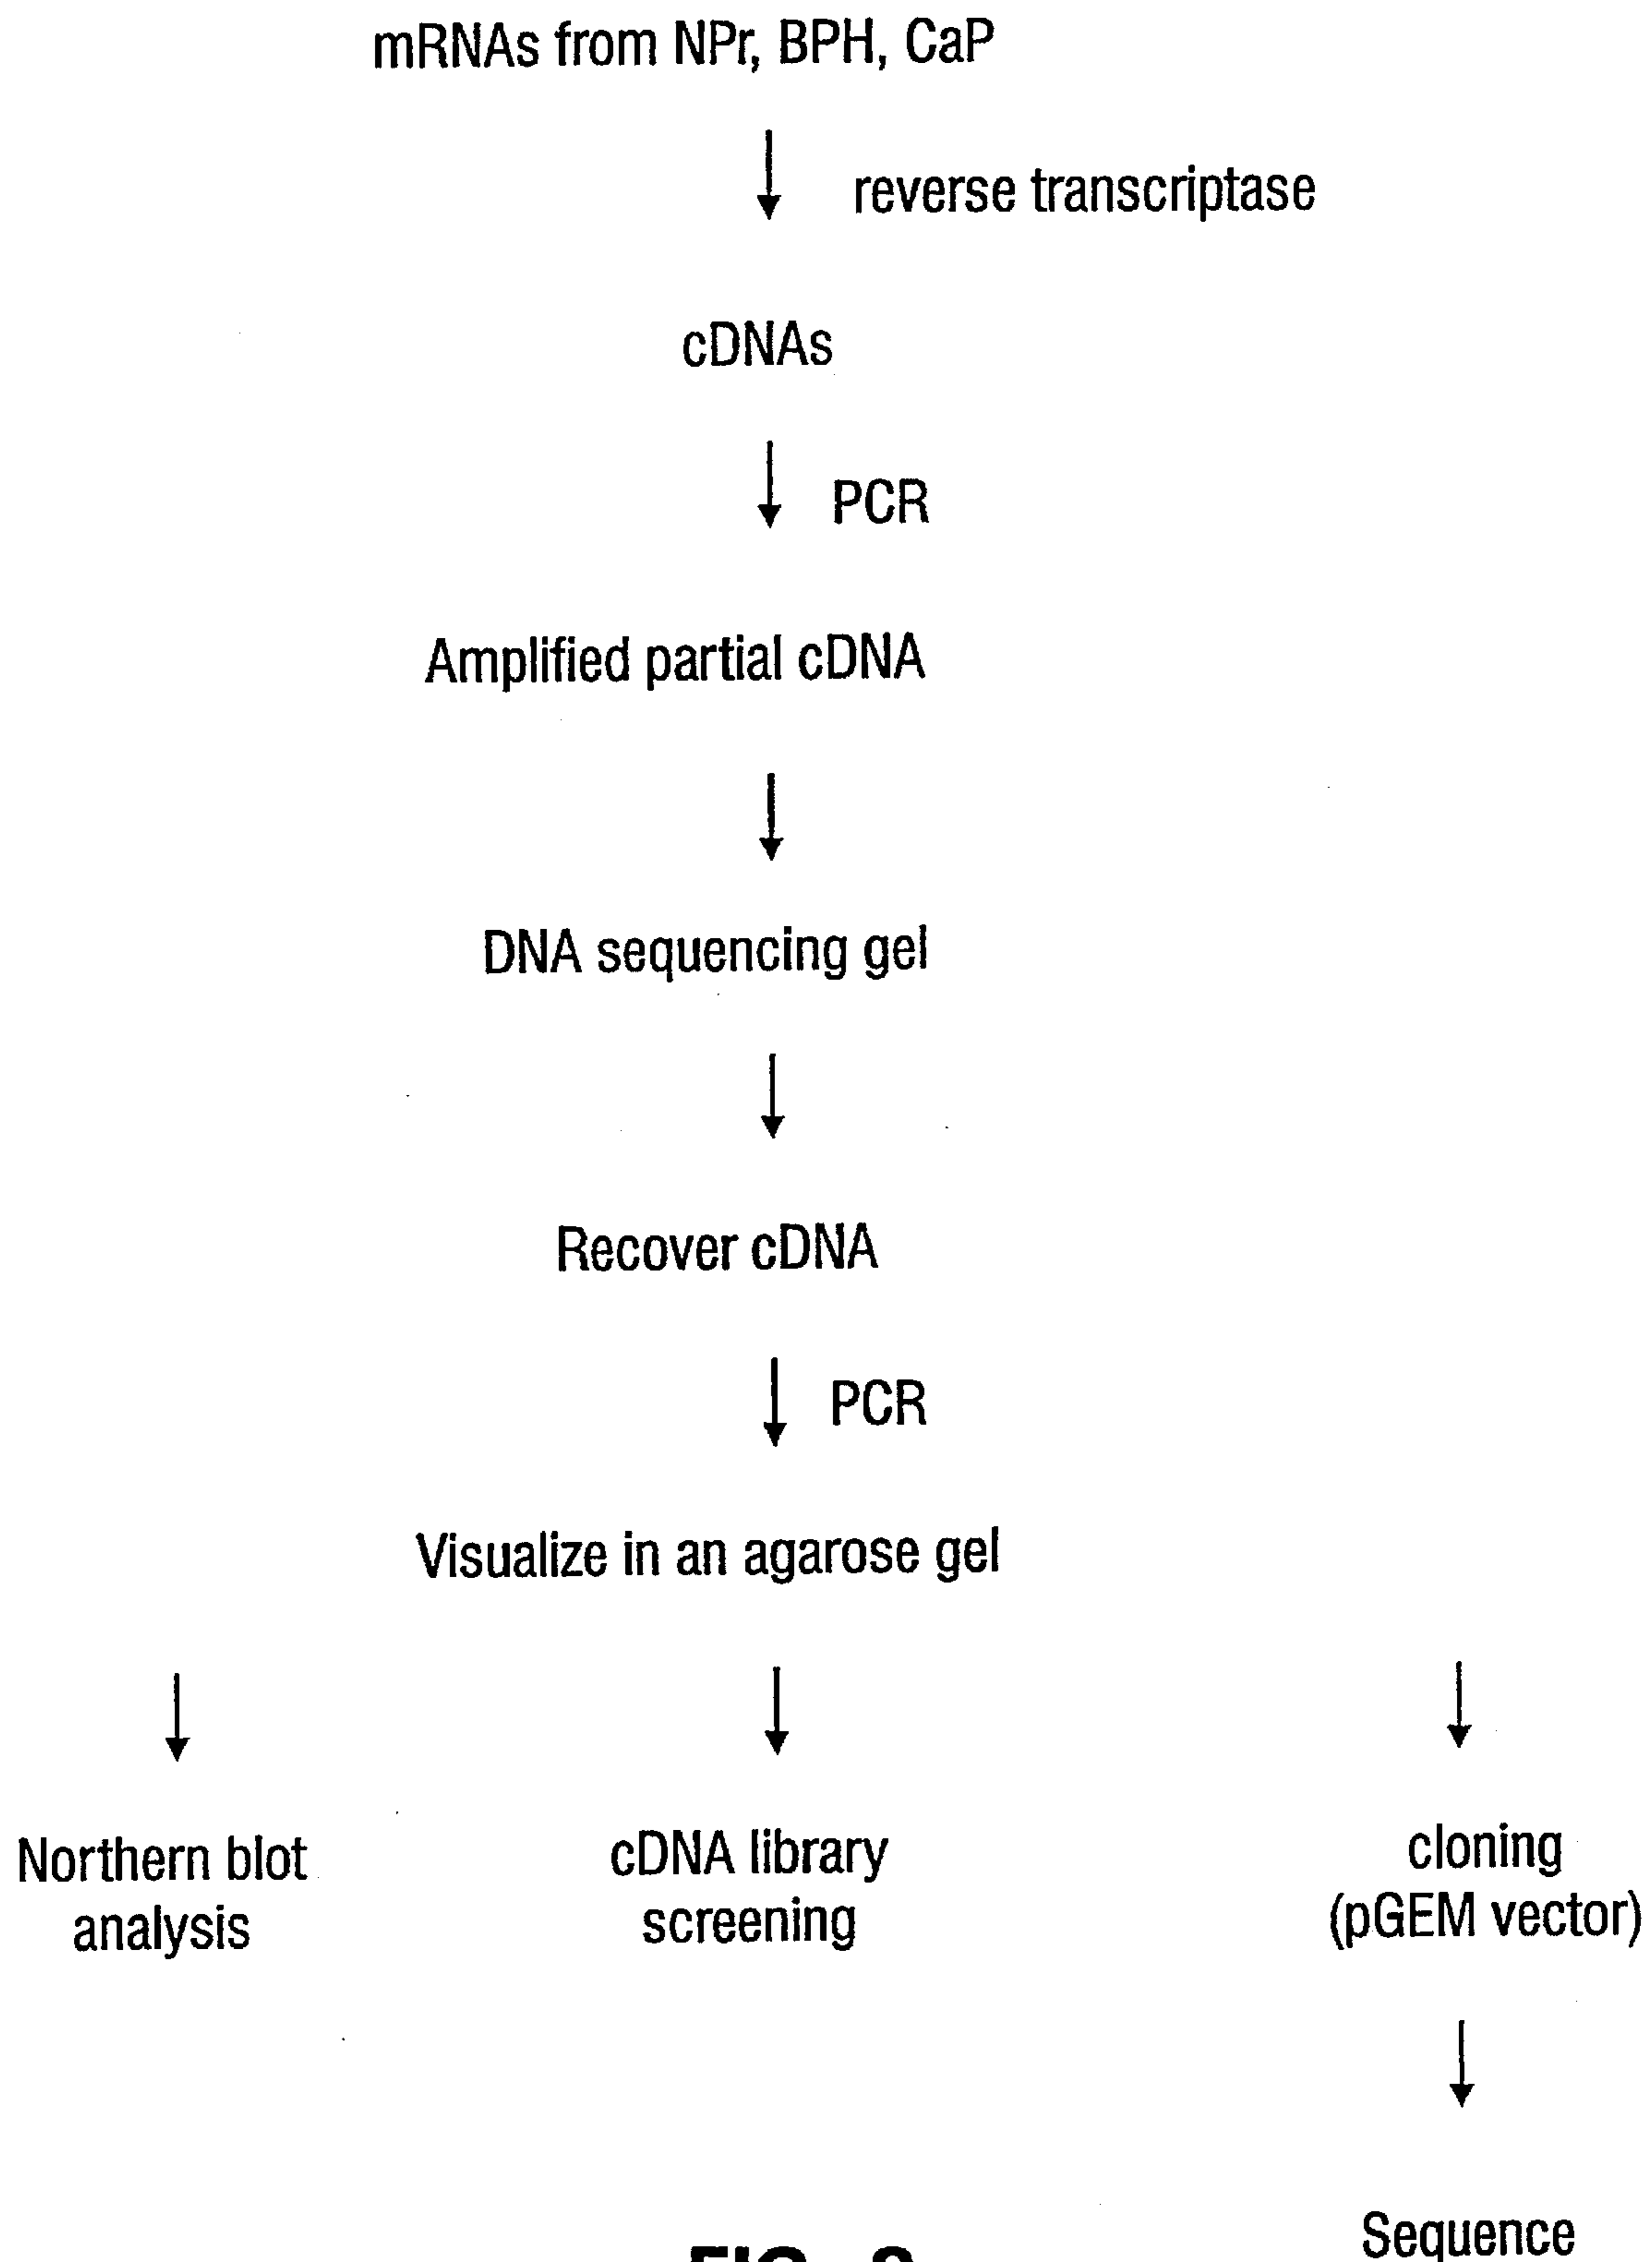 mRNAs from NPr, BPH, CaP
reverse transcriptase
cDNAs
PCR
Amplified partial cDNA
DNA sequencing gel
Recover cDNA
PCR
Visualize in an agarose gel
Northern blot
analysis
cDNA library
screening
cloning
(pGEM vector)
Sequence